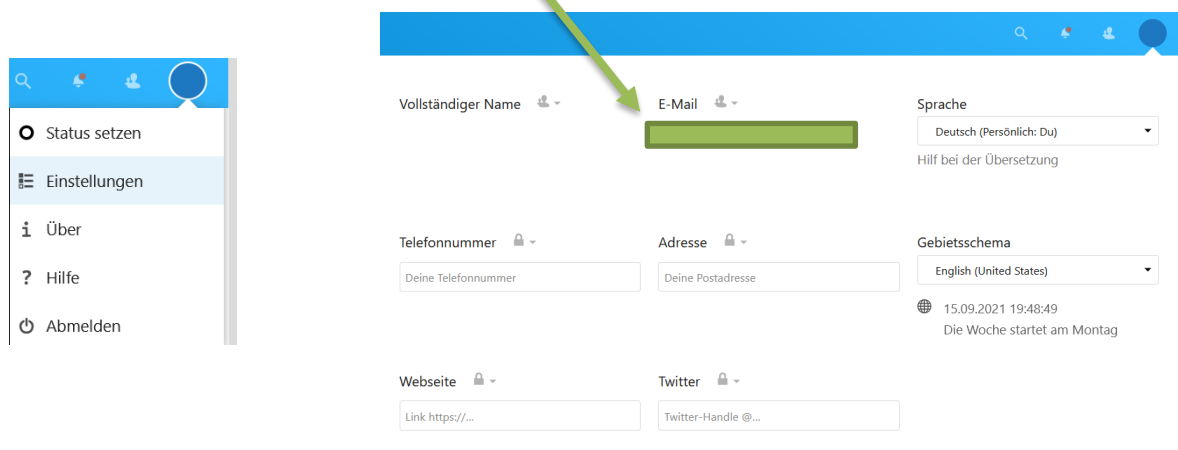 Status setzen
Einstellungen
Über
Hilfe
Abmelden
Vollständiger Name
E-Mail
Sprache
Deutsch (Persönlich: Du)
Hilf bei der Übersetzung
Telefonnummer
Adresse
Gebietsschema
Deine Telefonnummer
Deine Postadresse
English (United States)
15.09.2021 19:48:49
Die Woche startet am Montag
Webseite
Twitter
Link https://...
Twitter-Handle @...